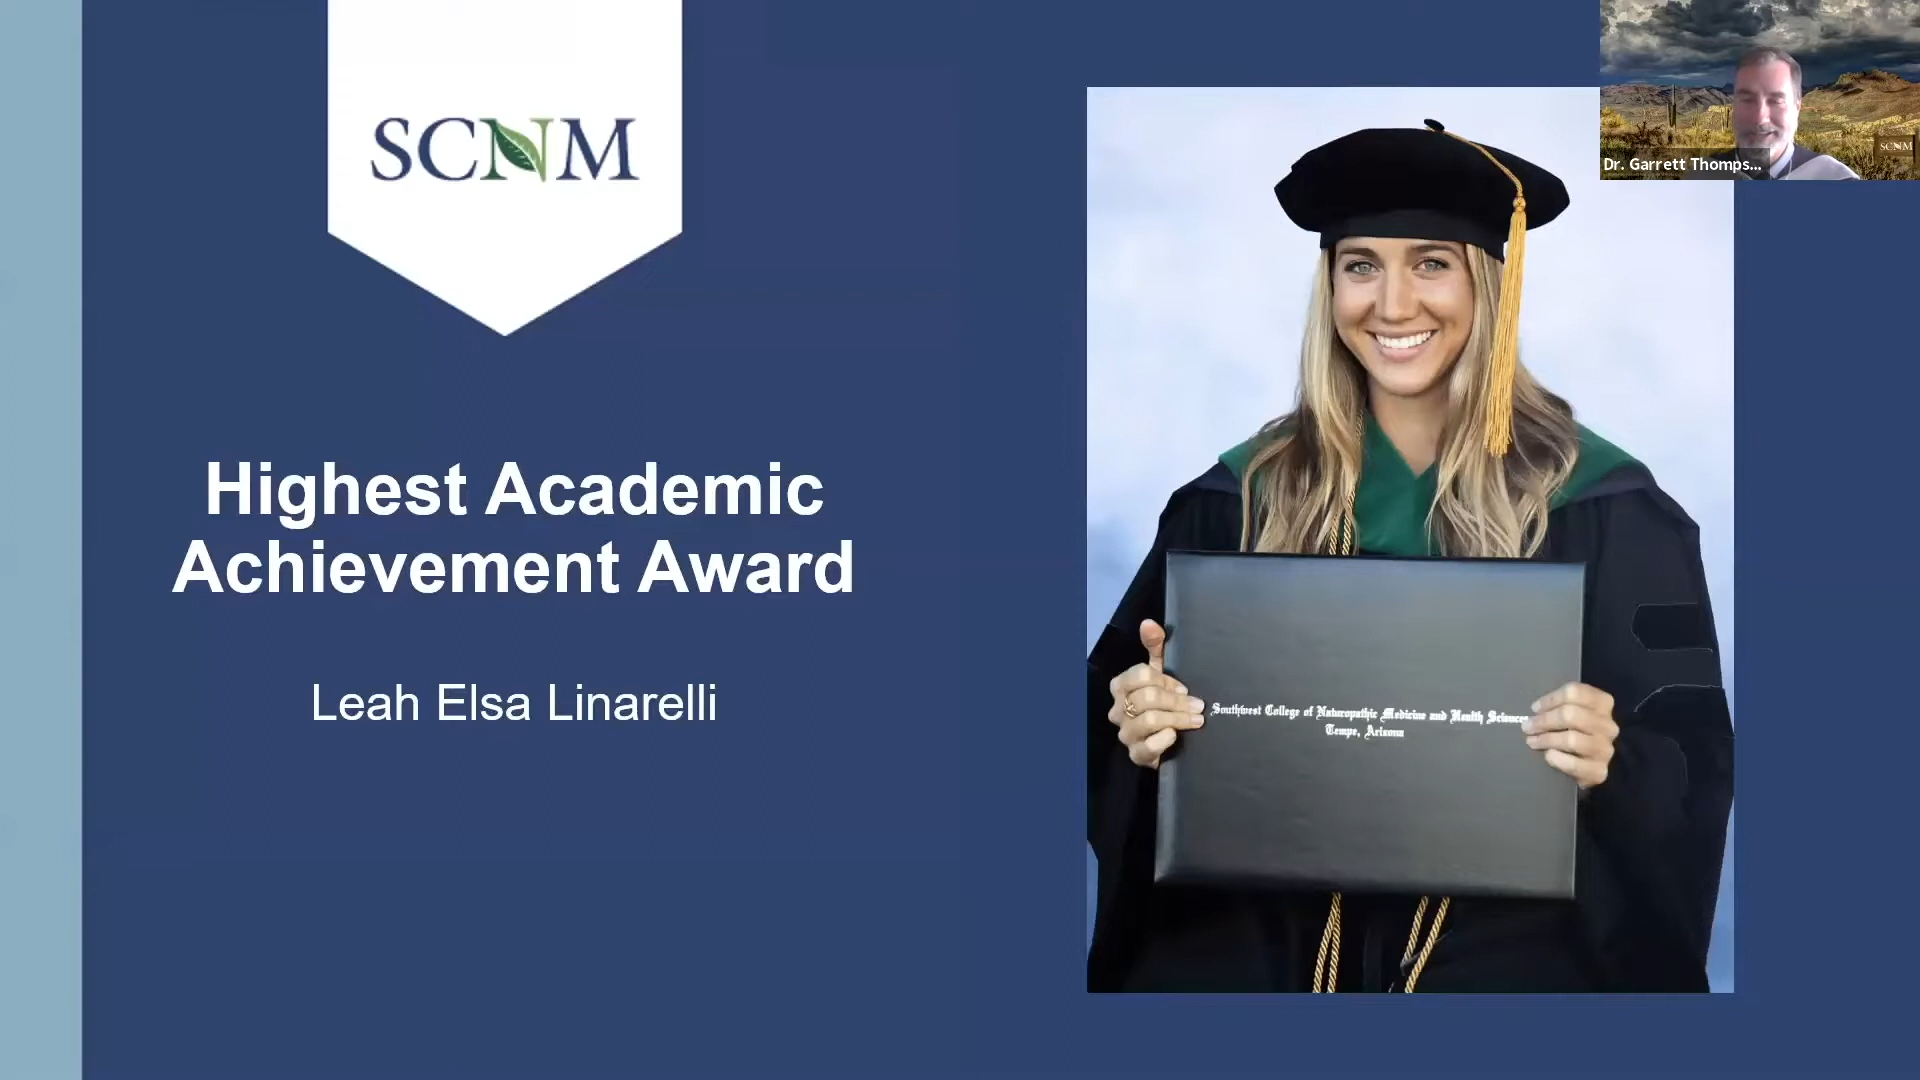 SCNM
Highest Academic
Achievement Award
Leah Elsa Linarelli
Southwest College of Naturopathic Medicine and Health Sciences
Tempe, Arizona
Dr. Garrett Thomps...
SCNM